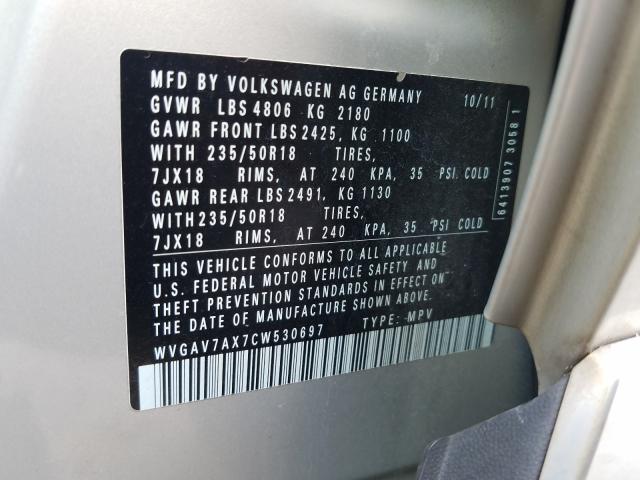 MFD BY VOLKSWAGEN AG GERMANY 10/11
GVWR LBS 4806 KG 2180
GAWR FRONT LBS 2425, KG 1100
WITH 235/50R18 TIRES,
7JX18 RIMS, AT 240 KPA, 35 PSI COLD
GAWR REAR LBS 2491, KG 1130
WITH 235/50R18 TIRES,
7JX18 RIMS, AT 240 KPA, 35 PSI COLD
THIS VEHICLE CONFORMS TO ALL APPLICABLE
U.S. FEDERAL MOTOR VEHICLE SAFETY AND
THEFT PREVENTION STANDARDS IN EFFECT ON
THE DATE OF MANUFACTURE SHOWN ABOVE.
WVGAV7AX7CW530697 TYPE: MPV
6413907 3058 1